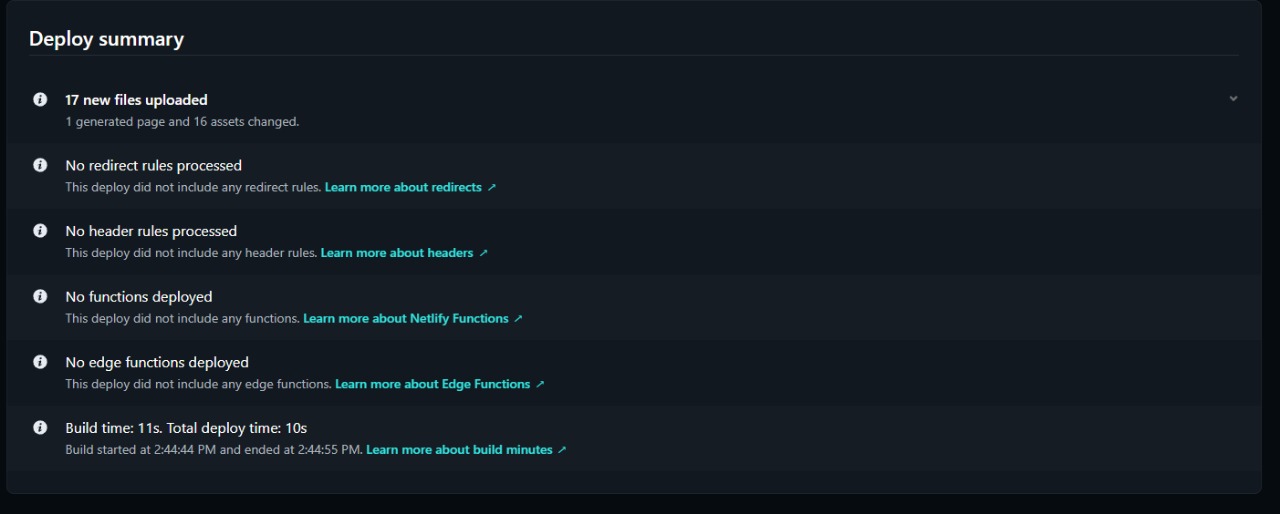 Deploy summary
17 new files uploaded
1 generated page and 16 assets changed.
No redirect rules processed
This deploy did not include any redirect rules. Learn more about redirects ↗
No header rules processed
This deploy did not include any header rules. Learn more about headers ↗
No functions deployed
This deploy did not include any functions. Learn more about Netlify Functions ↗
No edge functions deployed
This deploy did not include any edge functions. Learn more about Edge Functions ↗
Build time: 11s. Total deploy time: 10s
Build started at 2:44:44 PM and ended at 2:44:55 PM. Learn more about build minutes ↗